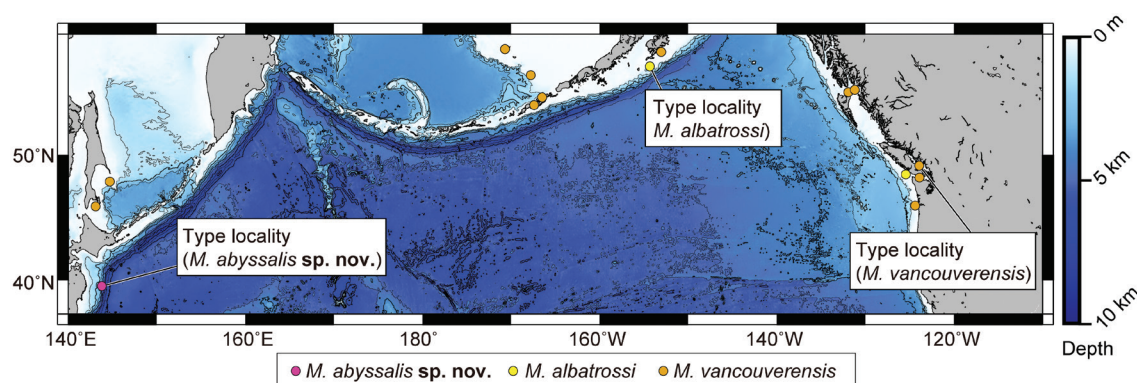 0 m
5 km
10 km
Depth
50°N
40°N
Type locality
M. albatrossi)
Type locality
(M. abyssalis sp. nov.)
Type locality
(M. vancouverensis)
140°E
160°E
180°
160°W
140°W
120°W
M. abyssalis sp. nov.
M. albatrossi
M. vancouverensis